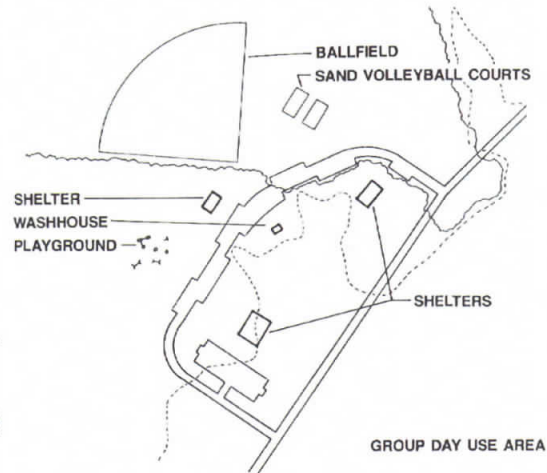 BALLFIELD
SAND VOLLEYBALL COURTS
SHELTER
WASHHOUSE
PLAYGROUND
SHELTERS
GROUP DAY USE AREA